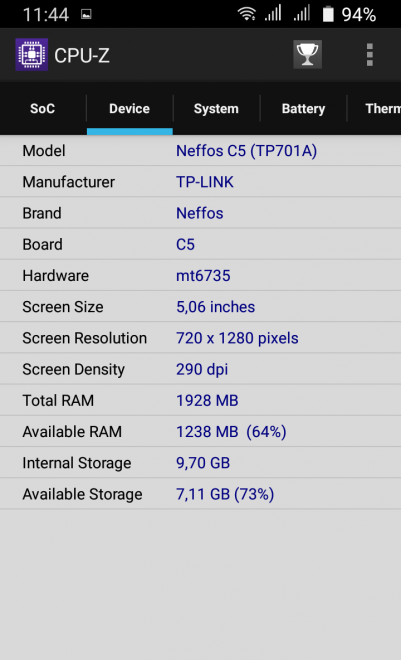 11:44 94%
CPU-Z
SoC Device System Battery Therm
Model Neffos C5 (TP701A)
Manufacturer TP-LINK
Brand Neffos
Board C5
Hardware mt6735
Screen Size 5,06 inches
Screen Resolution 720 x 1280 pixels
Screen Density 290 dpi
Total RAM 1928 MB
Available RAM 1238 MB (64%)
Internal Storage 9,70 GB
Available Storage 7,11 GB (73%)